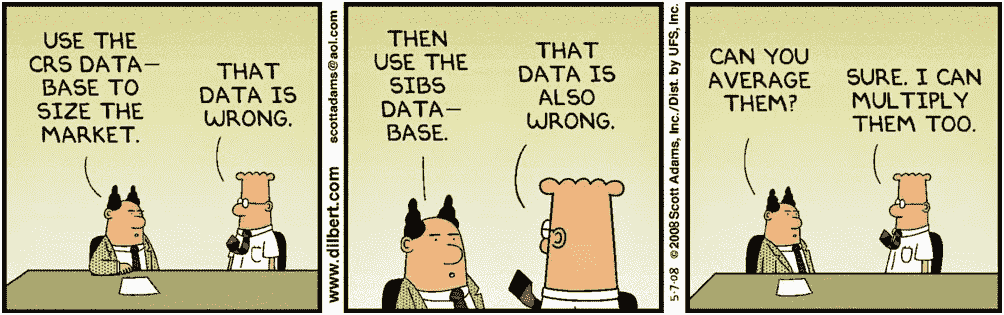 USE THE
CRS DATA-
BASE TO
SIZE THE
MARKET.
THAT
DATA IS
WRONG.
www.dilbert.com scottadams@aol.com
THEN
USE THE
SIBS
DATA-
BASE.
THAT
DATA IS
ALSO
WRONG.
5-7-08 ©2008 Scott Adams, Inc./Dist. by UFS, Inc.
CAN YOU
AVERAGE
THEM?
SURE. I CAN
MULTIPLY
THEM TOO.